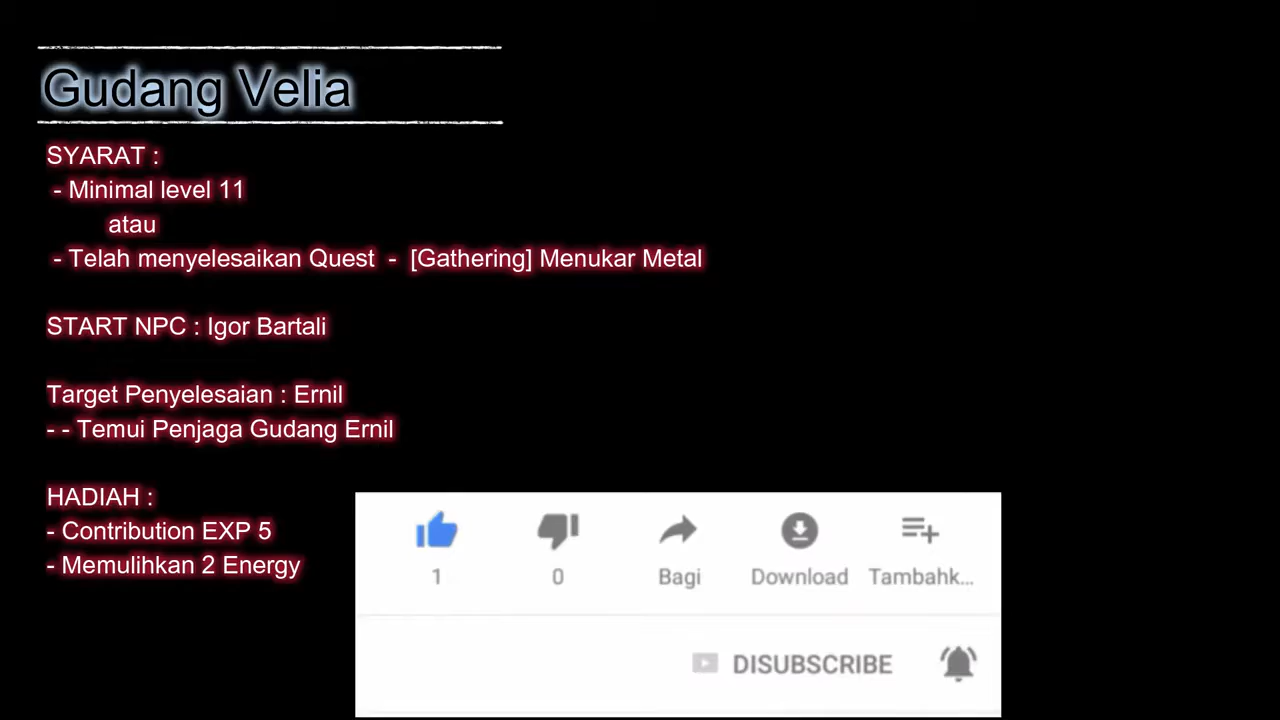 Gudang Velia
SYARAT :
- Minimal level 11
atau
- Telah menyelesaikan Quest - [Gathering] Menukar Metal
START NPC : Igor Bartali
Target Penyelesaian : Ernil
- - Temui Penjaga Gudang Ernil
HADIAH :
- Contribution EXP 5
- Memulihkan 2 Energy
1 0 Bagi Download Tambahk...
DISUBSCRIBE